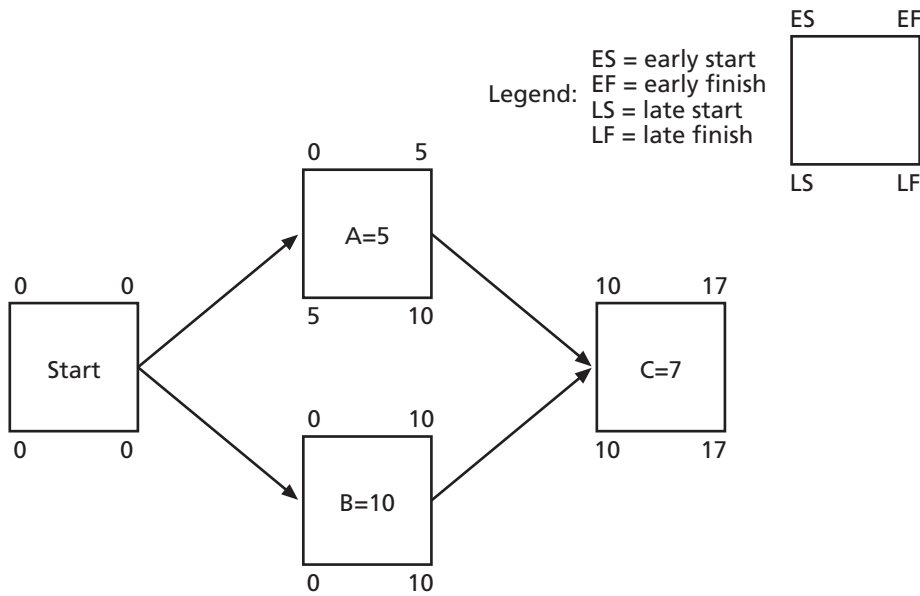 ES EF
Legend:
ES = early start
EF = early finish
LS = late start
LF = late finish
LS LF
0 5
A=5
5 10
0 0
Start
0 0
10 17
C=7
10 17
0 10
B=10
0 10